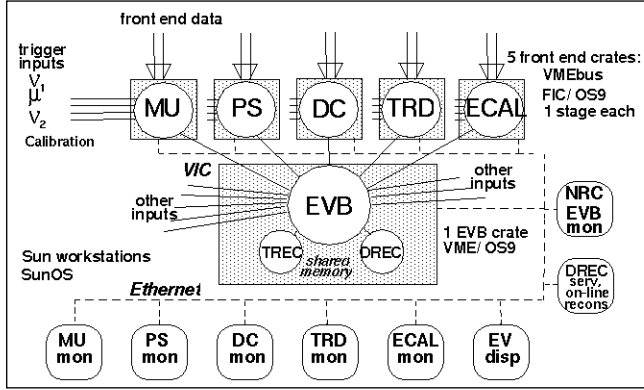 front end data
trigger
inputs
ν1
μ
ν2
Calibration
MU
PS
DC
TRD
ECAL
5 front end crates:
VMEbus
FIC/OS9
1 stage each
VIC
other
inputs
EVB
other
inputs
TREC
shared
memory
DREC
1 EVB crate
VME/OS9
NRC
EVB
mon
Sun workstations
SunOS
Ethernet
DREC
serv,
on-line
recons
MU
mon
PS
mon
DC
mon
TRD
mon
ECAL
mon
EV
disp